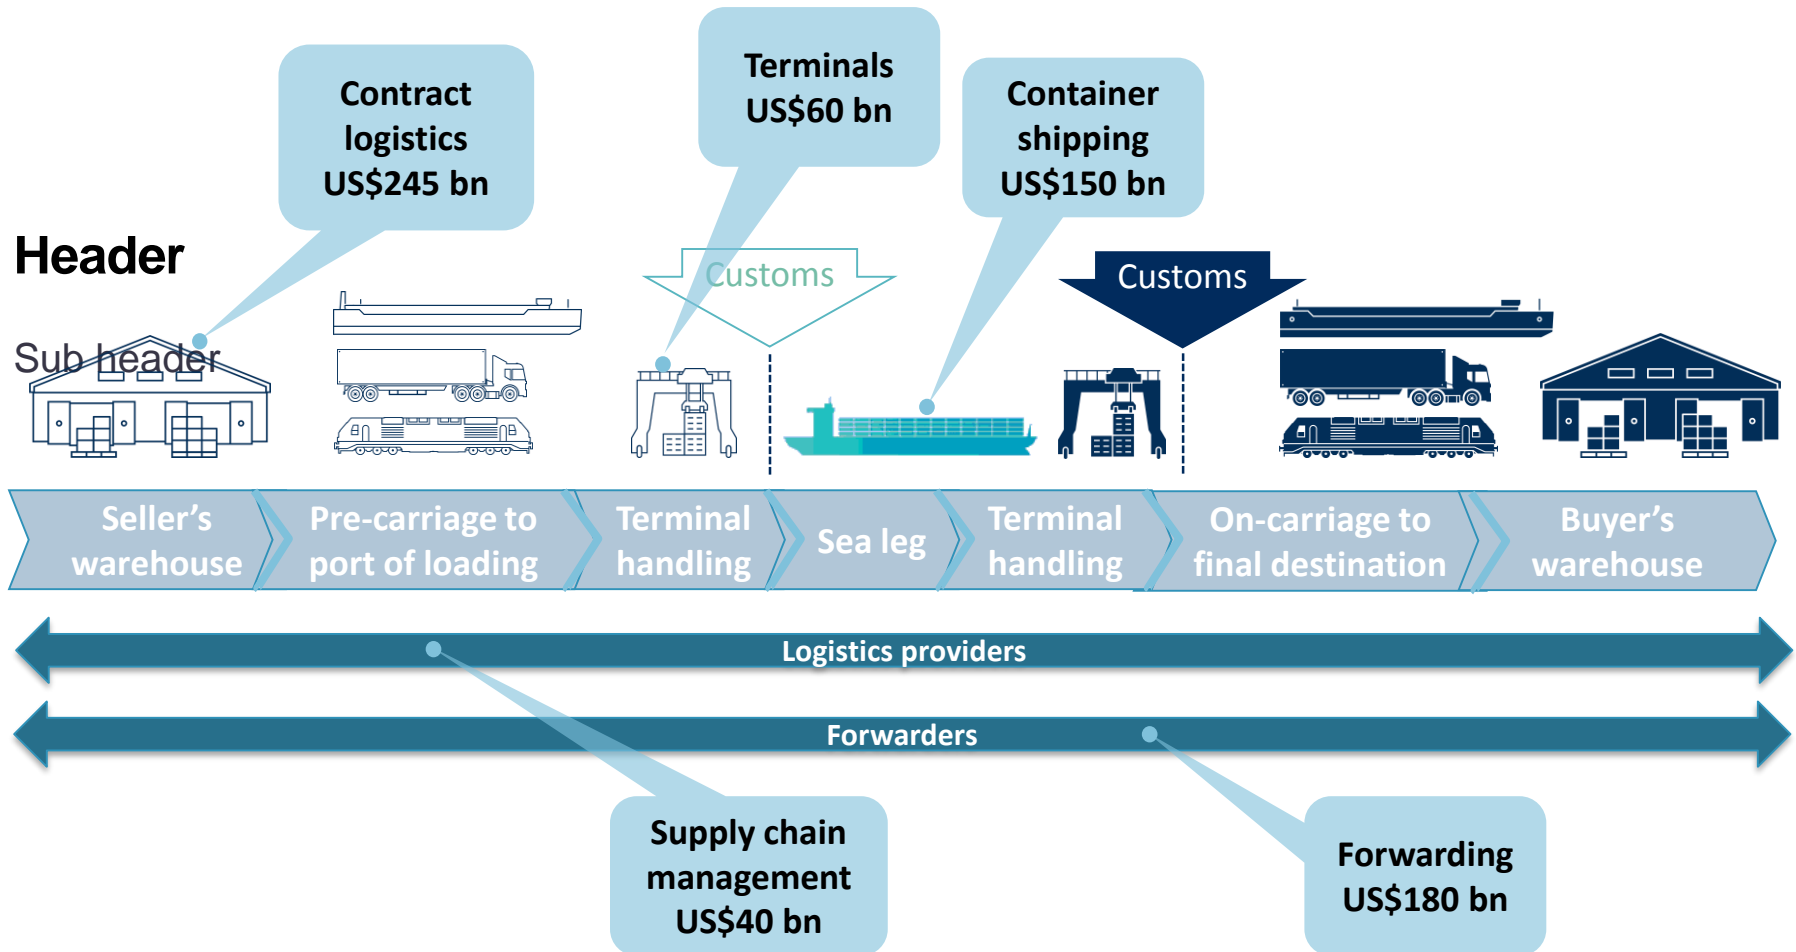 Contract
logistics
US$245 bn
Terminals
US$60 bn
Container
shipping
US$150 bn
Header
Sub header
Customs
Customs
Seller’s
warehouse
Pre-carriage to
port of loading
Terminal
handling
Sea leg
Terminal
handling
On-carriage to
final destination
Buyer’s
warehouse
Logistics providers
Forwarders
Supply chain
management
US$40 bn
Forwarding
US$180 bn